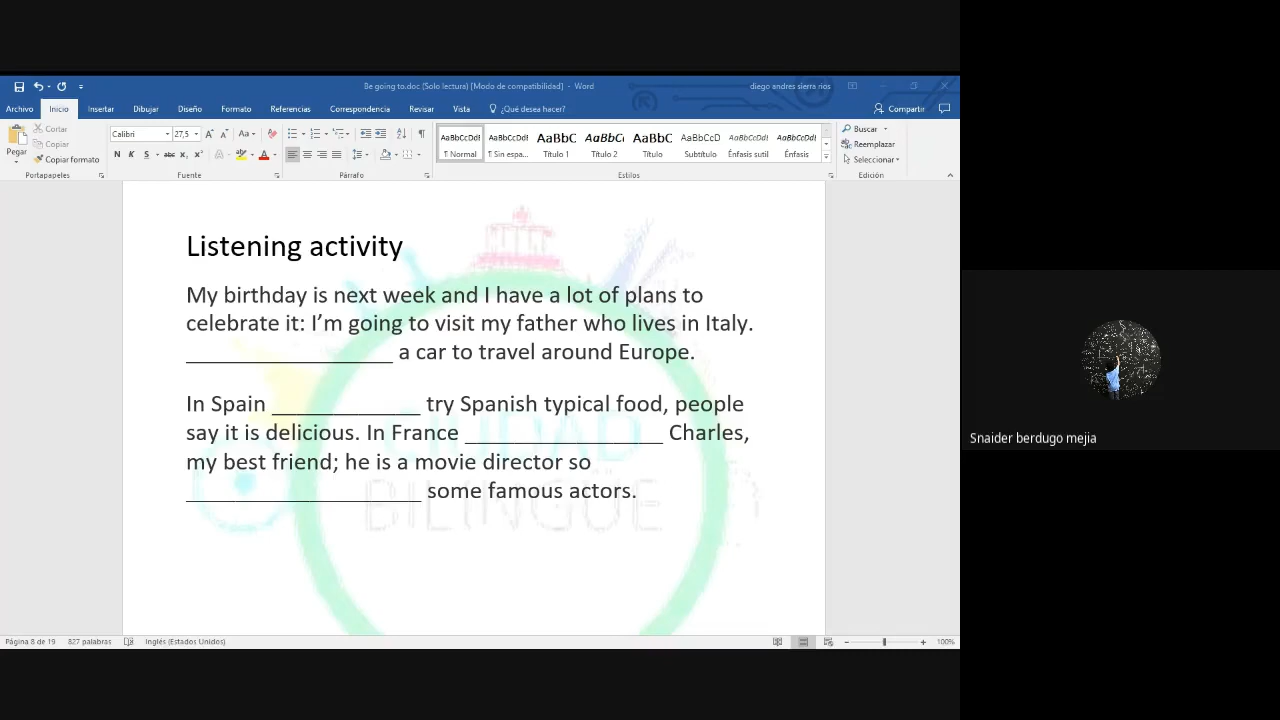 Be going to.doc (Solo lectura) [Modo de compatibilidad] - Word
diego andres sierra rios
Archivo Inicio Insertar Dibujar Diseño Formato Referencias Correspondencia Revisar Vista ¿Qué desea hacer? Compartir
Pegar
Cortar
Copiar
Copiar formato
Calibri 27,5
N K S abc x₂ x²
AaBbCcDdI AaBbCcDdI AaBbC AaBbCc AaBbC AaBbCcD AaBbCcDdI AaBbCcDdI
¶ Normal ¶ Sin espa... Título 1 Título 2 Título Subtítulo Énfasis sutil Énfasis
Buscar
Reemplazar
Seleccionar
Portapapeles Fuente Párrafo Estilos Edición
Listening activity
My birthday is next week and I have a lot of plans to
celebrate it: I’m going to visit my father who lives in Italy.
_________________ a car to travel around Europe.
In Spain ____________ try Spanish typical food, people
say it is delicious. In France ________________ Charles,
my best friend; he is a movie director so
___________________ some famous actors.
CIUDAD
BILINGÜE
Snaider berdugo mejia
Página 8 de 19 827 palabras Inglés (Estados Unidos) 100%